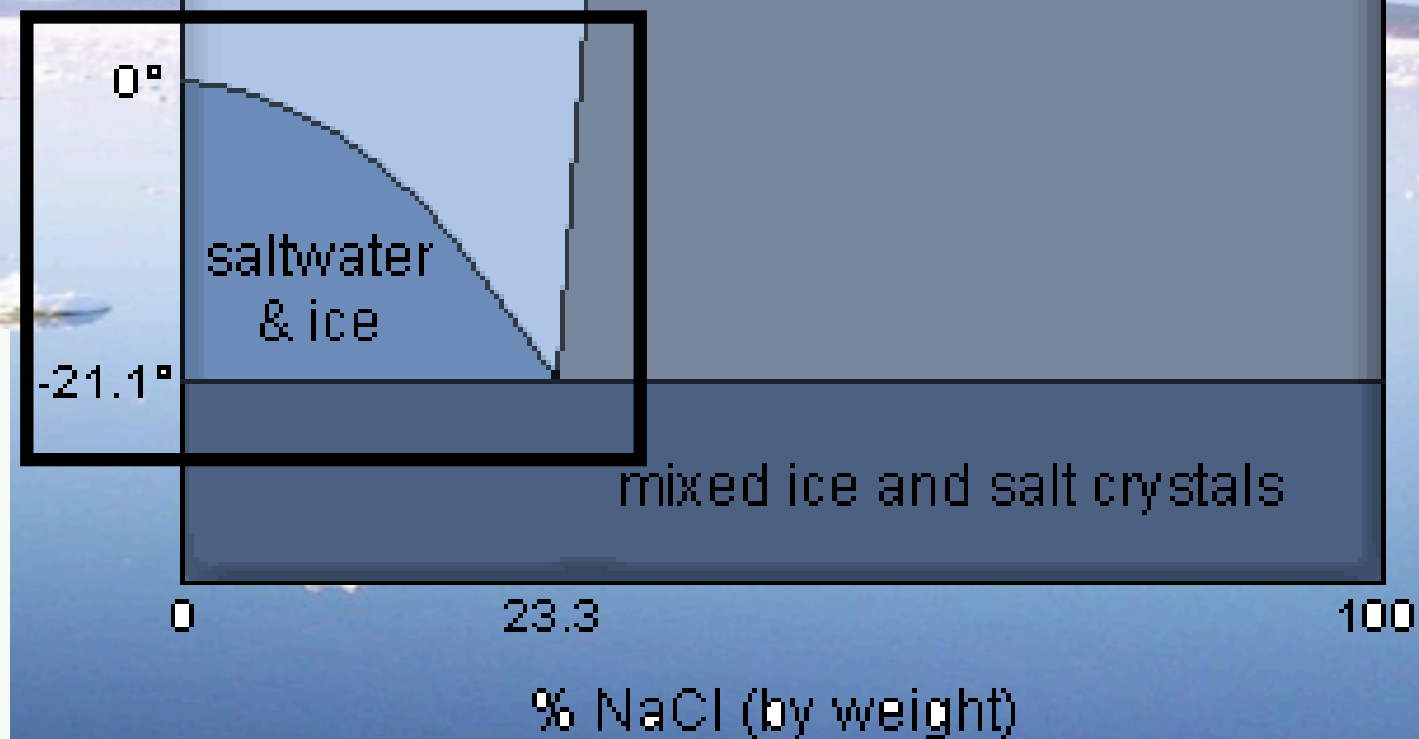 0°
saltwater
& ice
-21.1°
mixed ice and salt crystals
0
23.3
100
% NaCl (by weight)